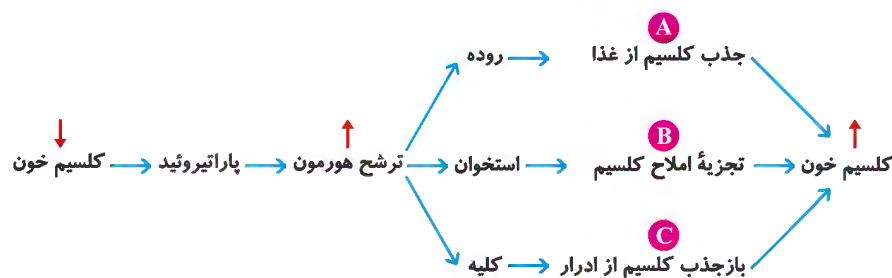 A
روده
جذب کلسیم از غذا
B
کلسیم خون
پاراتیروئید
ترشح هورمون
استخوان
تجزیهٔ املاح کلسیم
کلسیم خون
C
کلیه
بازجذب کلسیم از ادرار